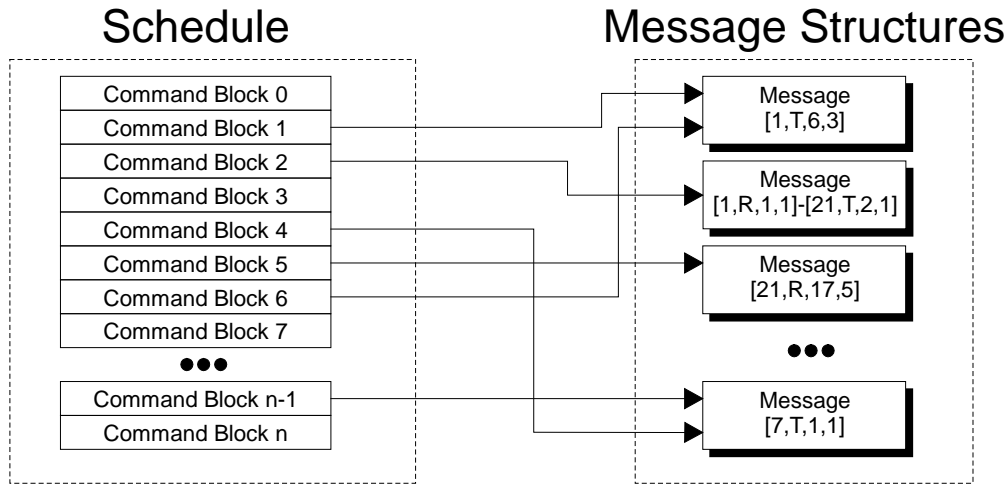 Schedule
Command Block 0
Command Block 1
Command Block 2
Command Block 3
Command Block 4
Command Block 5
Command Block 6
Command Block 7
Command Block n-1
Command Block n
Message Structures
Message
[1,T,6,3]
Message
[1,R,1,1]-[21,T,2,1]
Message
[21,R,17,5]
Message
[7,T,1,1]